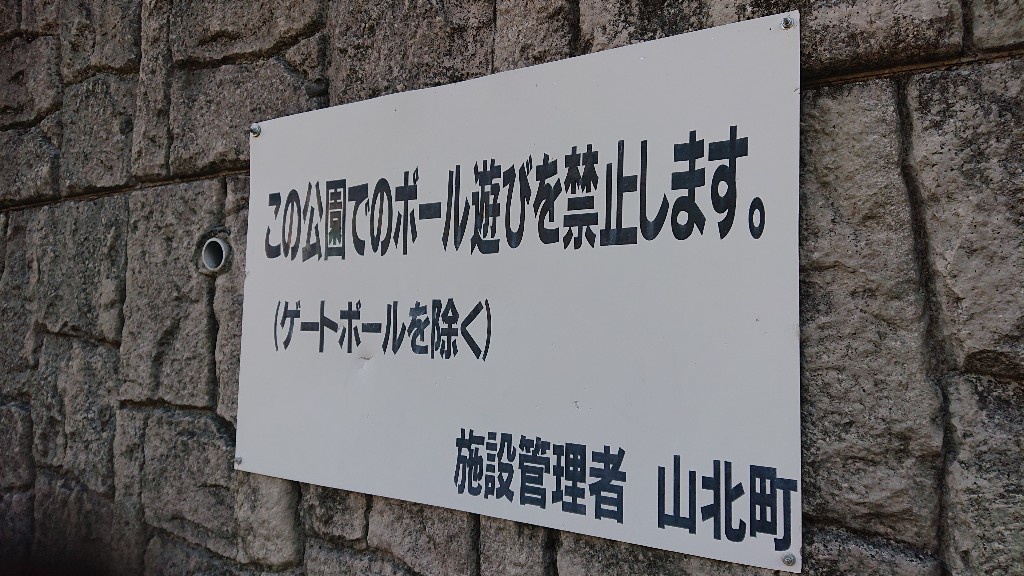 この公園でのボール遊びを禁止します。
(ゲートボールを除く)
施設管理者 山北町